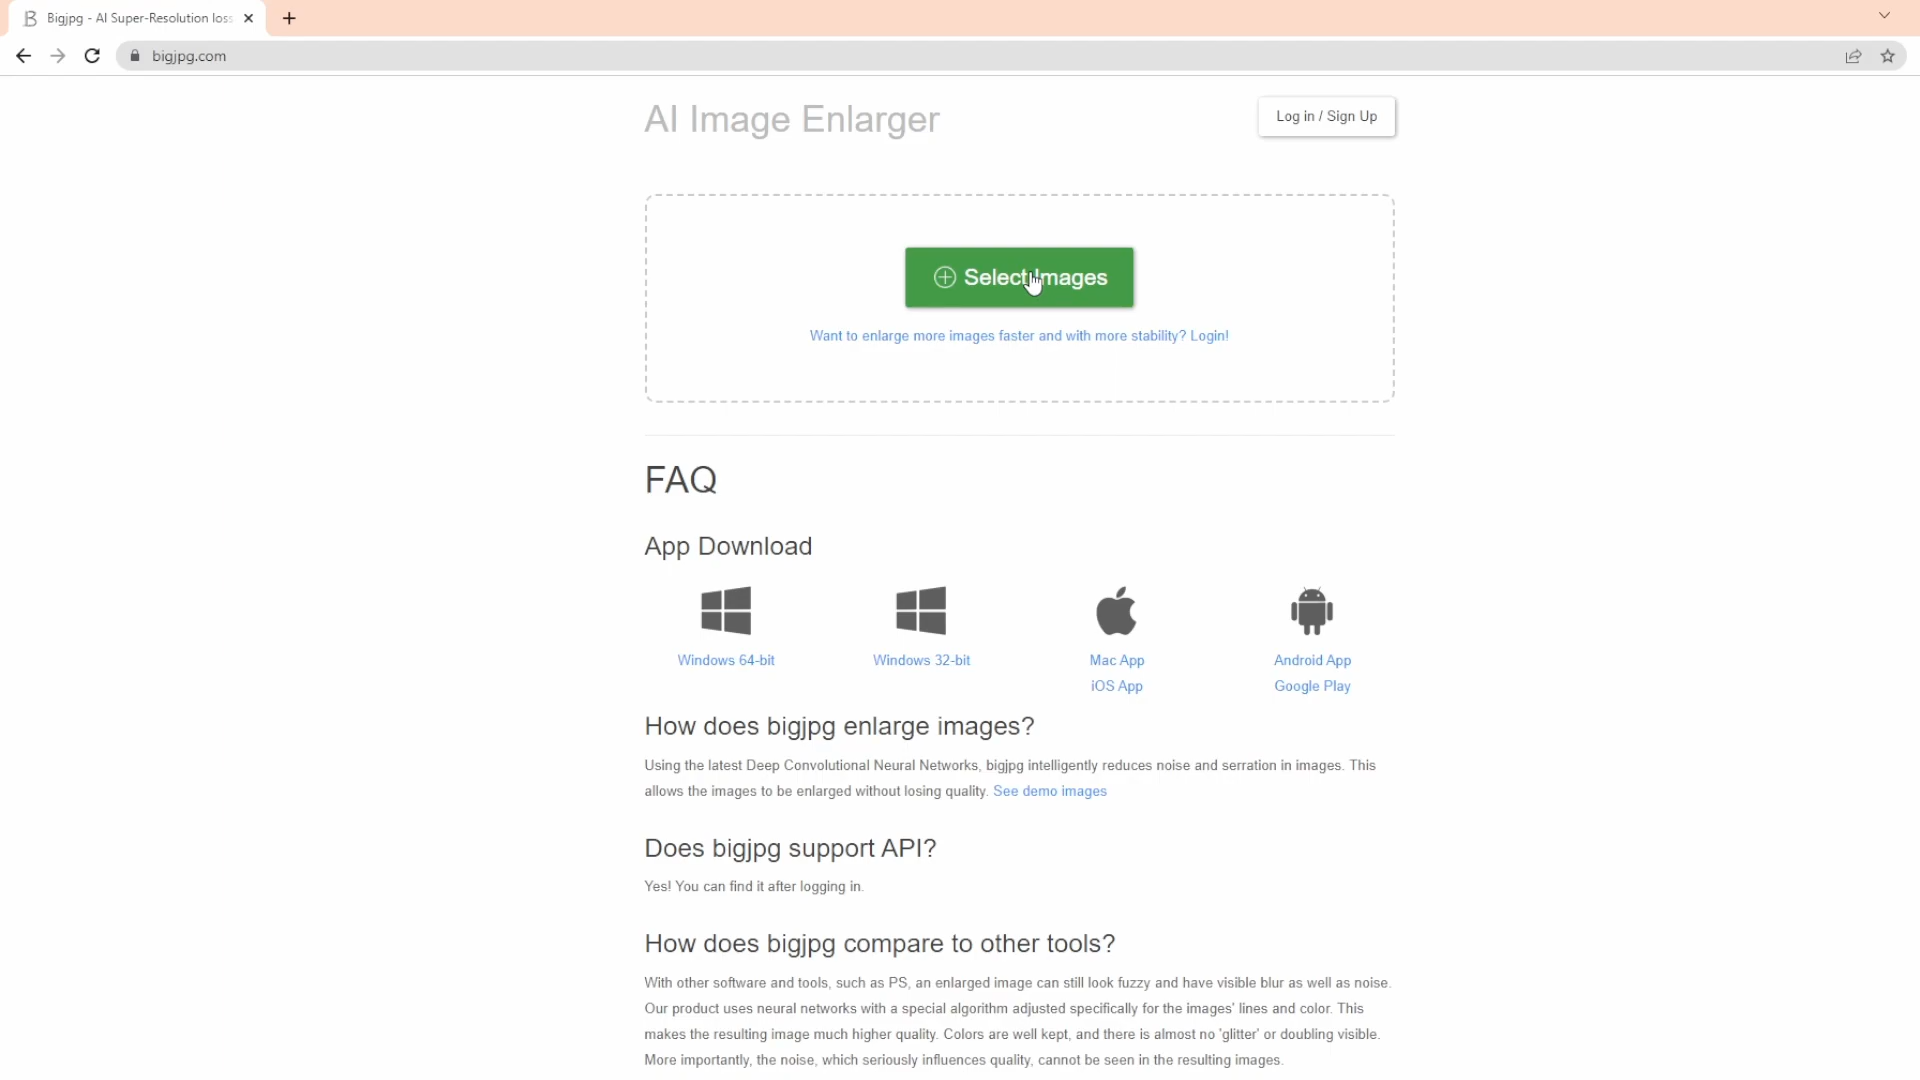 Bigjpg - AI Super-Resolution loss
bigjpg.com
AI Image Enlarger
Log in / Sign Up
Select Images
Want to enlarge more images faster and with more stability? Login!
FAQ
App Download
Windows 64-bit
Windows 32-bit
Mac App
iOS App
Android App
Google Play
How does bigjpg enlarge images?
Using the latest Deep Convolutional Neural Networks, bigjpg intelligently reduces noise and serration in images. This
allows the images to be enlarged without losing quality. See demo images
Does bigjpg support API?
Yes! You can find it after logging in.
How does bigjpg compare to other tools?
With other software and tools, such as PS, an enlarged image can still look fuzzy and have visible blur as well as noise.
Our product uses neural networks with a special algorithm adjusted specifically for the images' lines and color. This
makes the resulting image much higher quality. Colors are well kept, and there is almost no 'glitter' or doubling visible.
More importantly, the noise, which seriously influences quality, cannot be seen in the resulting images.